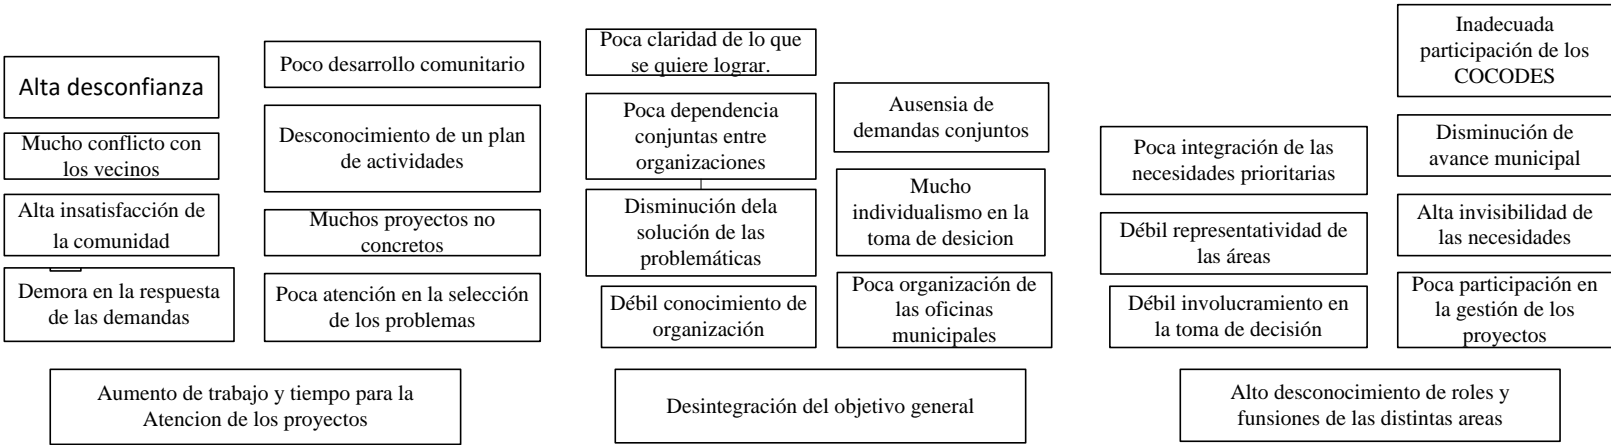 Alta desconfianza
Mucho conflicto con
los vecinos
Alta insatisfacción de
la comunidad
Demora en la respuesta
de las demandas
Poco desarrollo comunitario
Desconocimiento de un plan
de actividades
Muchos proyectos no
concretos
Poca atención en la selección
de los problemas
Aumento de trabajo y tiempo para la
Atencion de los proyectos
Poca claridad de lo que
se quiere lograr.
Poca dependencia
conjuntas entre
organizaciones
Disminución dela
solución de las
problemáticas
Débil conocimiento de
organización
Ausensia de
demandas conjuntos
Mucho
individualismo en la
toma de desicion
Poca organización de
las oficinas
municipales
Desintegración del objetivo general
Poca integración de las
necesidades prioritarias
Débil representatividad de
las áreas
Débil involucramiento en
la toma de decisión
Inadecuada
participación de los
COCODES
Disminución de
avance municipal
Alta invisibilidad de
las necesidades
Poca participación en
la gestión de los
proyectos
Alto desconocimiento de roles y
funsiones de las distintas areas